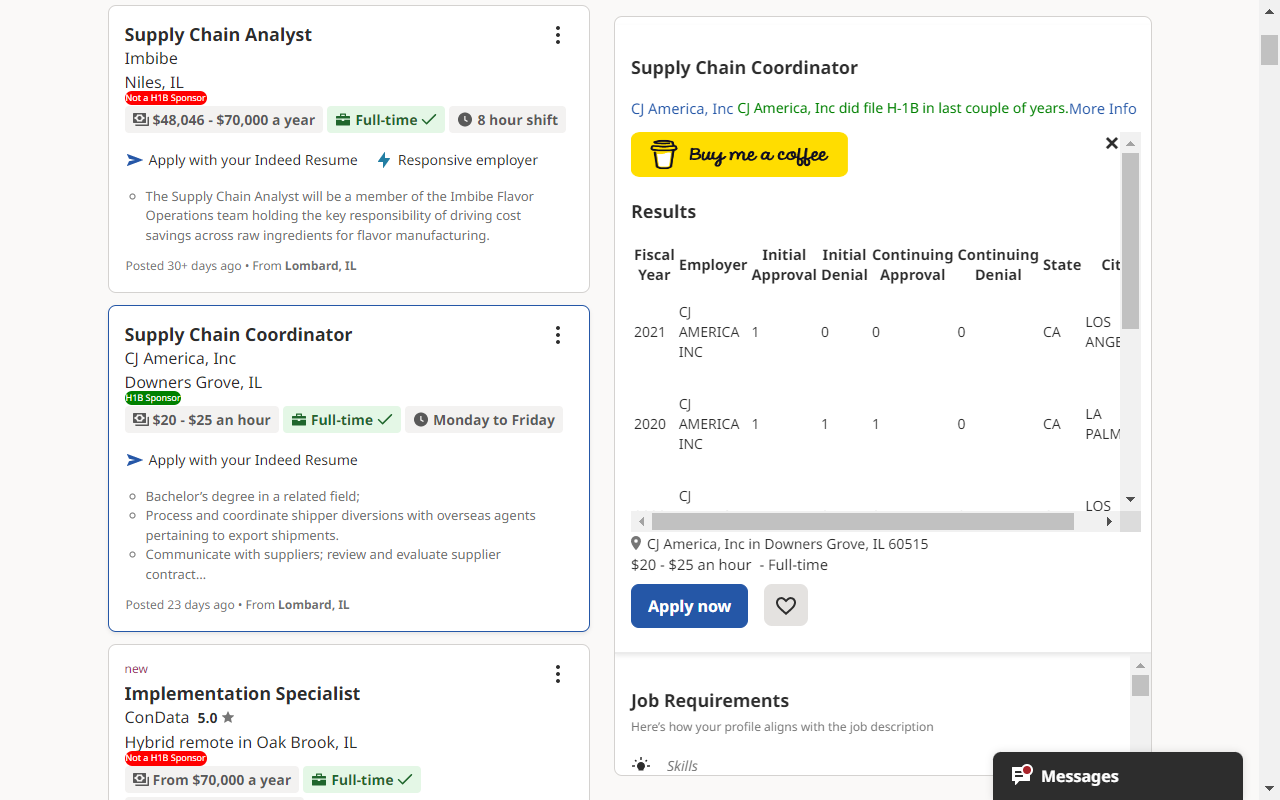 Supply Chain Analyst
Imbibe
Niles, IL
Not a H1B Sponsor
$48,046 - $70,000 a year
Full-time
8 hour shift
Apply with your Indeed Resume
Responsive employer
The Supply Chain Analyst will be a member of the Imbibe Flavor
Operations team holding the key responsibility of driving cost
savings across raw ingredients for flavor manufacturing.
Posted 30+ days ago • From Lombard, IL
Supply Chain Coordinator
CJ America, Inc
Downers Grove, IL
H1B Sponsor
$20 - $25 an hour
Full-time
Monday to Friday
Apply with your Indeed Resume
Bachelor's degree in a related field;
Process and coordinate shipper diversions with overseas agents
pertaining to export shipments.
Communicate with suppliers; review and evaluate supplier
contract...
Posted 23 days ago • From Lombard, IL
new
Implementation Specialist
ConData 5.0
Hybrid remote in Oak Brook, IL
Not a H1B Sponsor
From $70,000 a year
Full-time
Supply Chain Coordinator
CJ America, Inc CJ America, Inc did file H-1B in last couple of years.More Info
Buy me a coffee
Results
Fiscal Year Employer Initial Approval Initial Denial Continuing Approval Continuing Denial State Cit
2021 CJ AMERICA INC 1 0 0 0 CA LOS ANGE
2020 CJ AMERICA INC 1 1 1 0 CA LA PALM
CJ LOS
CJ America, Inc in Downers Grove, IL 60515
$20 - $25 an hour - Full-time
Apply now
Job Requirements
Here's how your profile aligns with the job description
Skills
Messages